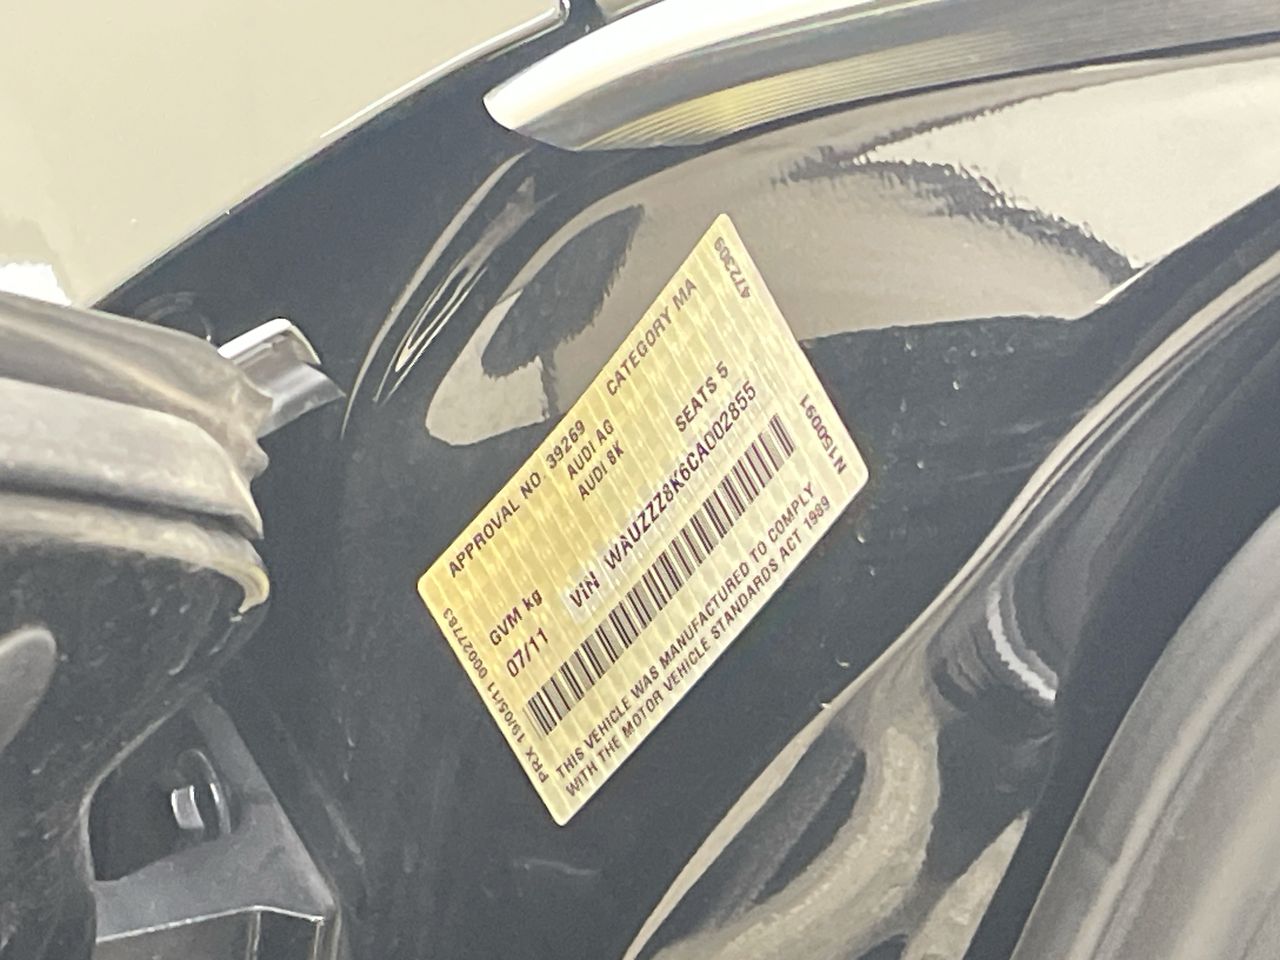 APPROVAL NO. 39269 CATEGORY MA
AUDI AG
AUDI 8K SEATS 5
GVM kg
07/11 VIN WAUZZZ8K6CA002855
THIS VEHICLE WAS MANUFACTURED TO COMPLY
WITH THE MOTOR VEHICLE STANDARDS ACT 1989
PRX 19/05/11 00027783
472309
N150091